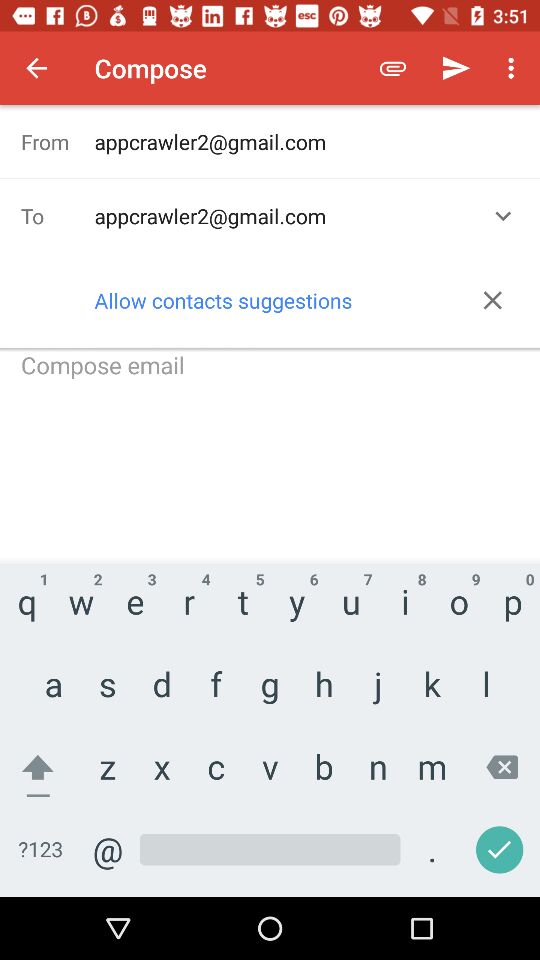 3:51
Compose
From appcrawler2@gmail.com
To appcrawler2@gmail.com
Allow contacts suggestions
Compose email
1 2 3 4 5 6 7 8 9 0
q w e r t y u i o p
a s d f g h j k l
z x c v b n m
?123 @ .